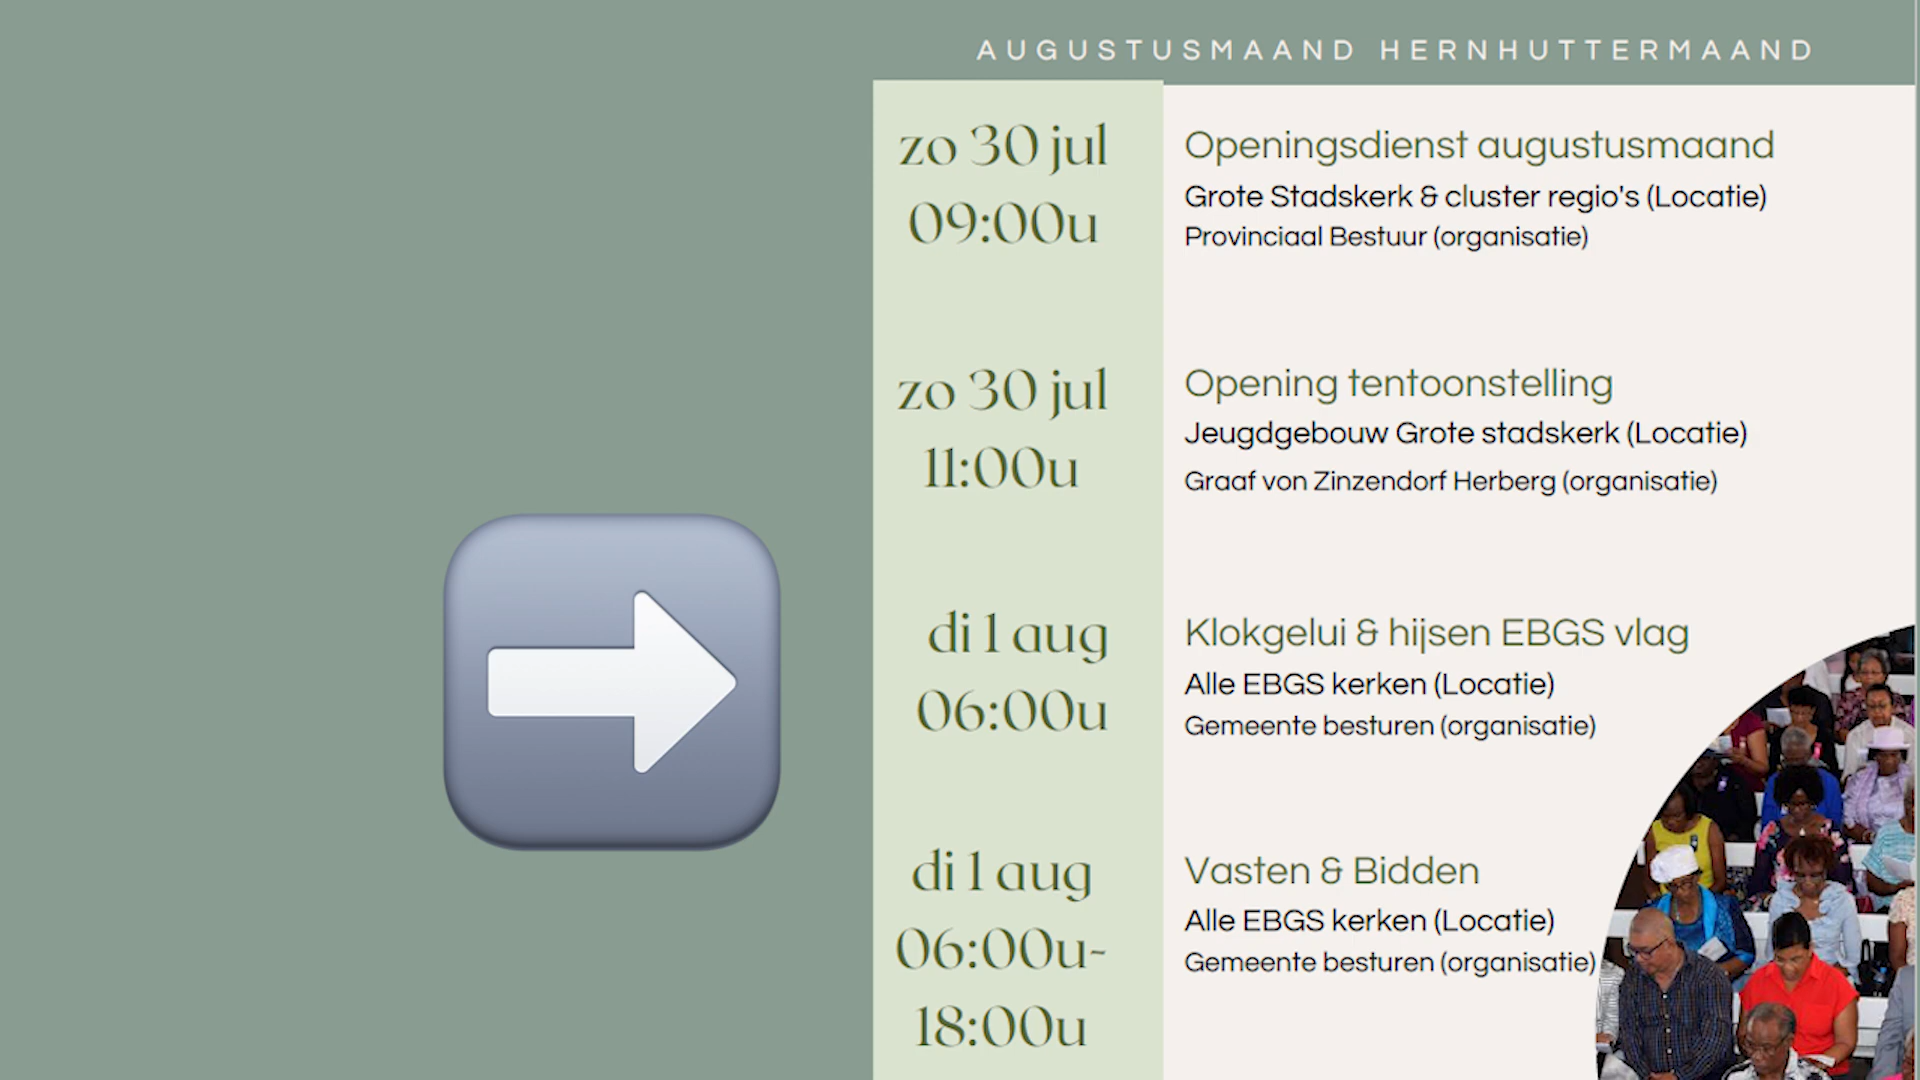 AUGUSTUSMAAND HERNHUTTERMAAND
zo 30 jul
09:00u
Openingsdienst augustusmaand
Grote Stadskerk & cluster regio's (Locatie)
Provinciaal Bestuur (organisatie)
zo 30 jul
11:00u
Opening tentoonstelling
Jeugdgebouw Grote stadskerk (Locatie)
Graaf von Zinzendorf Herberg (organisatie)
di 1 aug
06:00u
Klokgelui & hijsen EBGS vlag
Alle EBGS kerken (Locatie)
Gemeente besturen (organisatie)
di 1 aug
06:00u-
18:00u
Vasten & Bidden
Alle EBGS kerken (Locatie)
Gemeente besturen (organisatie)